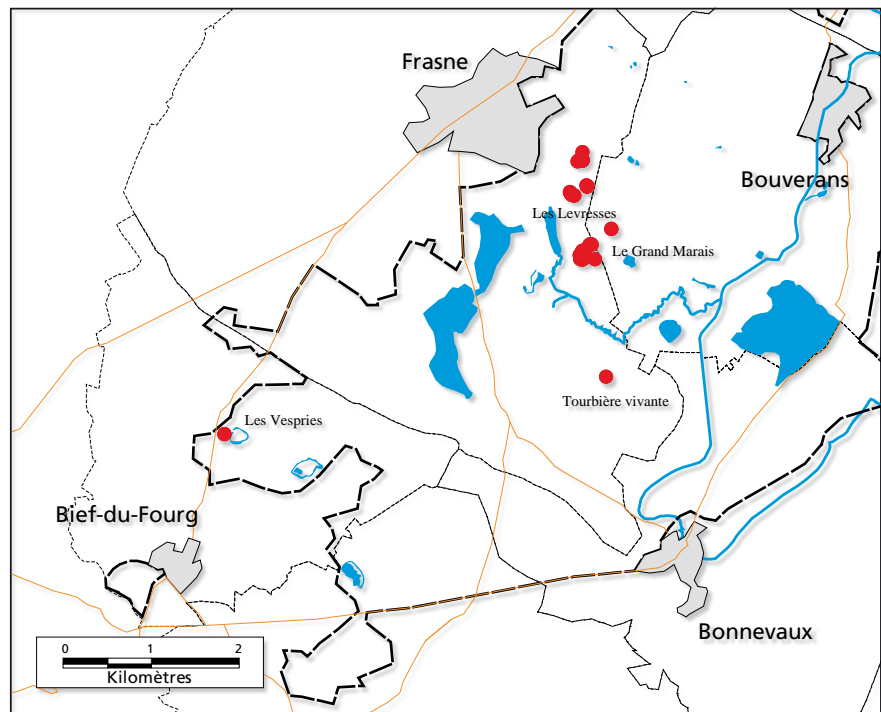 Frasne
Bouverans
Les Levresses
Le Grand Marais
Tourbière vivante
Les Vespries
Bief-du-Fourg
Bonnevaux
0 1 2
Kilomètres